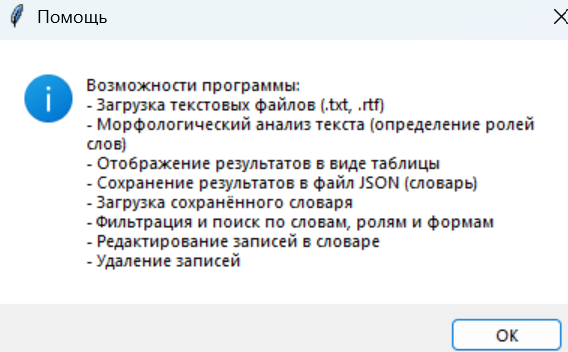 Помощь
Возможности программы:
- Загрузка текстовых файлов (.txt, .rtf)
- Морфологический анализ текста (определение ролей
слов)
- Отображение результатов в виде таблицы
- Сохранение результатов в файл JSON (словарь)
- Загрузка сохранённого словаря
- Фильтрация и поиск по словам, ролям и формам
- Редактирование записей в словаре
- Удаление записей
ОК